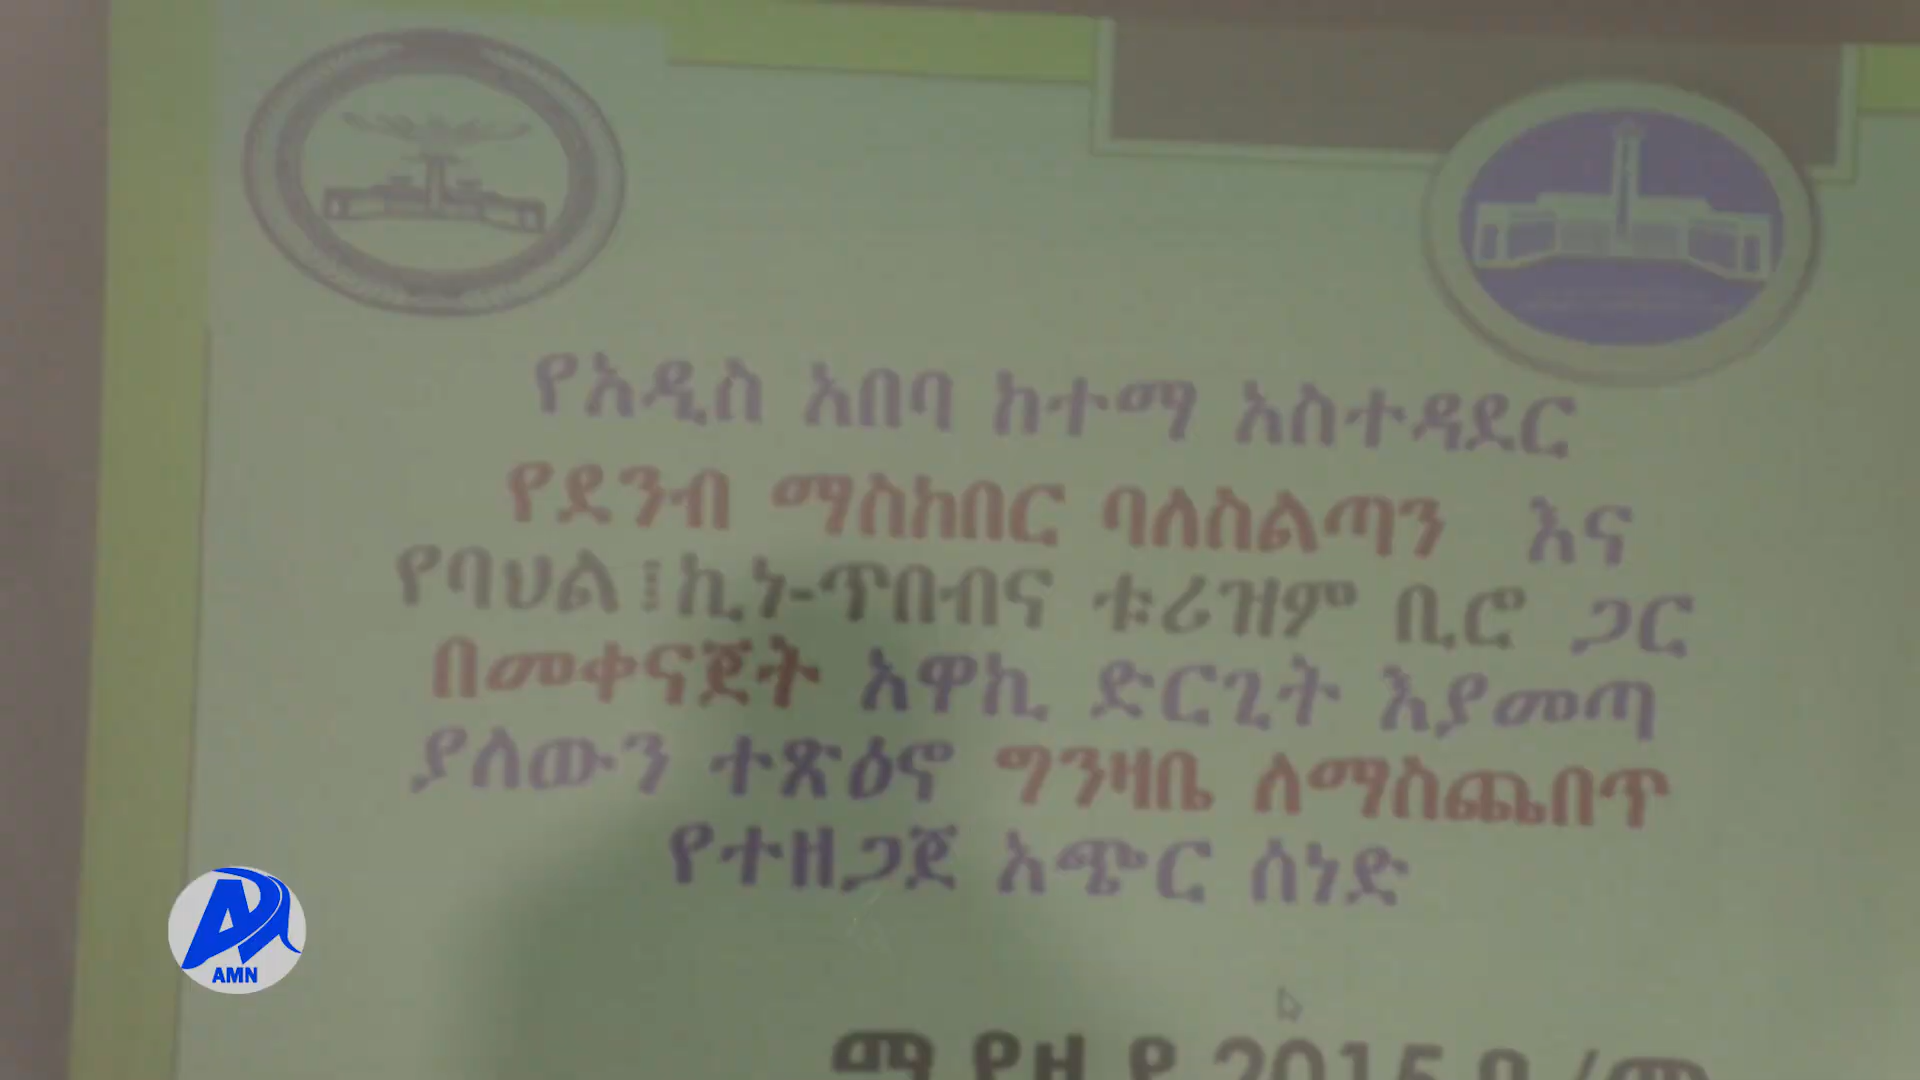 የአዲስ አበባ ከተማ አስተዳደር
የደንብ ማስከበር ባለስልጣን እና
የባህል፤ኪነ-ጥበብና ቱሪዝም ቢሮ ጋር
በመቀናጀት አዋኪ ድርጊት እያመጣ
ያለውን ተጽዕኖ ግንዛቤ ለማስጨበጥ
የተዘጋጀ አጭር ሰነድ
2015
AMN